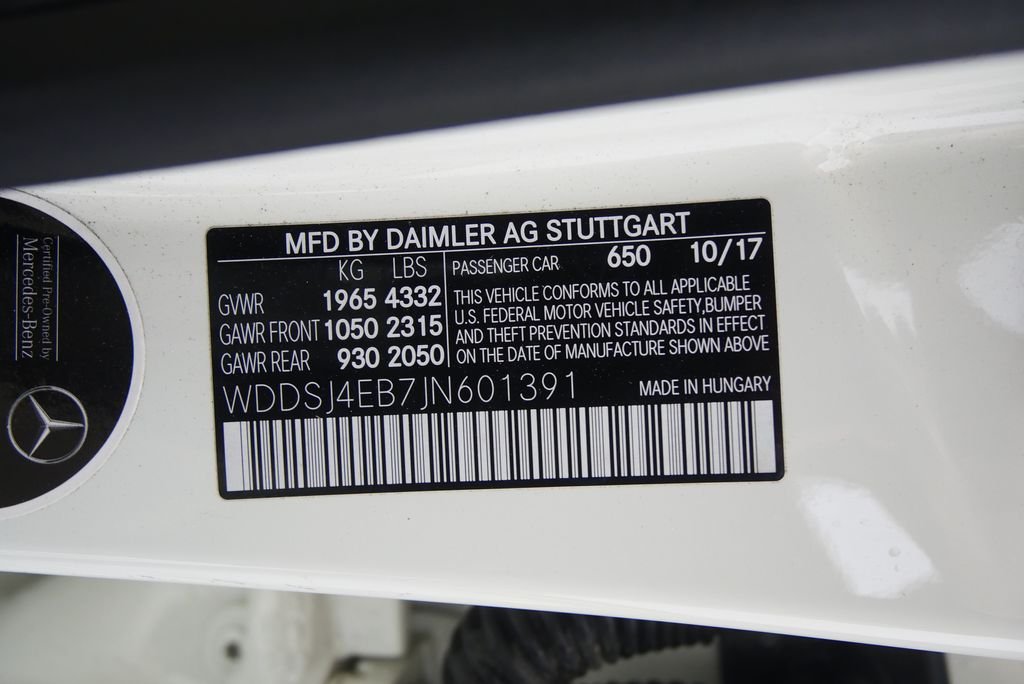 Certified Pre-Owned by
Mercedes-Benz
MFD BY DAIMLER AG STUTTGART
KG LBS
GVWR 1965 4332
GAWR FRONT 1050 2315
GAWR REAR 930 2050
PASSENGER CAR 650 10/17
THIS VEHICLE CONFORMS TO ALL APPLICABLE
U.S. FEDERAL MOTOR VEHICLE SAFETY,BUMPER
AND THEFT PREVENTION STANDARDS IN EFFECT
ON THE DATE OF MANUFACTURE SHOWN ABOVE
WDDSJ4EB7JN601391
MADE IN HUNGARY